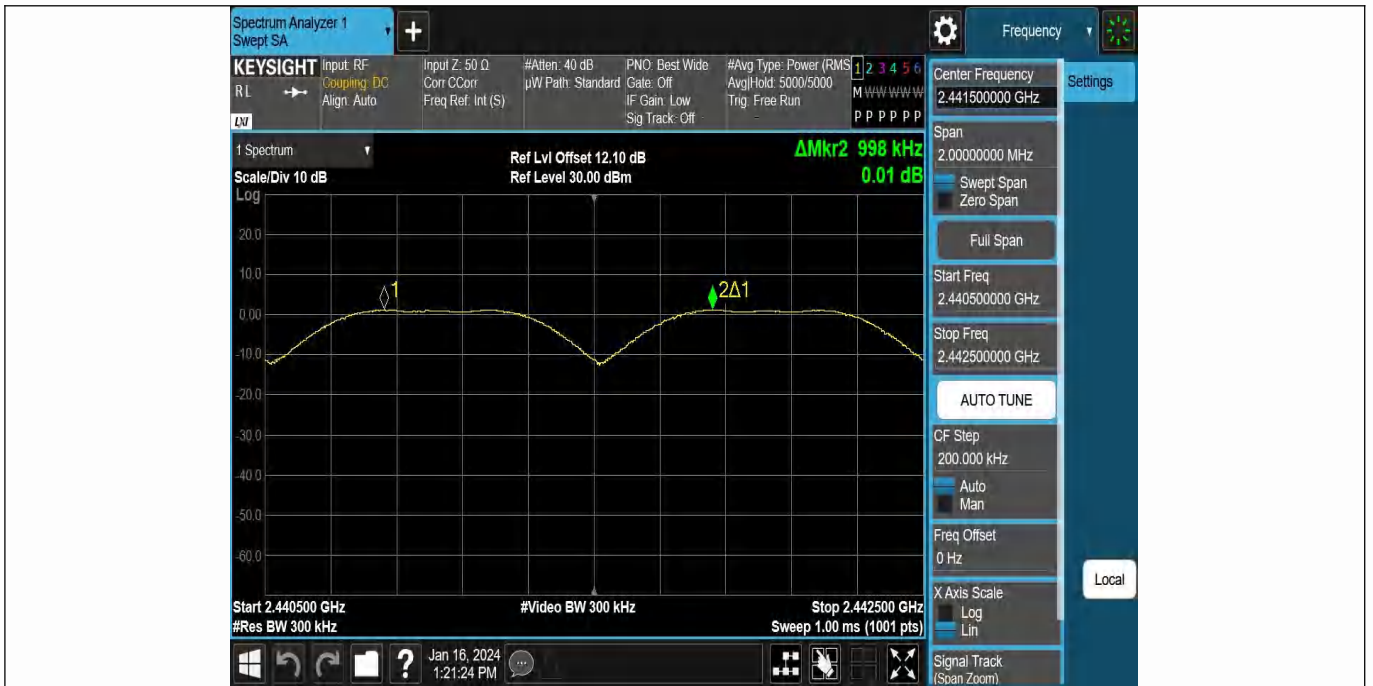 Spectrum Analyzer 1
Swept SA
+
Frequency
KEYSIGHT
RL
LXI
Input: RF
Coupling: DC
Align: Auto
Input Z: 50 Ω
Corr CCorr
Freq Ref: Int (S)
#Atten: 40 dB
µW Path: Standard
PNO: Best Wide
Gate: Off
IF Gain: Low
Sig Track: Off
#Avg Type: Power (RMS
Avg|Hold: 5000/5000
Trig: Free Run
1 2 3 4 5 6
M W W W W W
P P P P P P
1 Spectrum
Scale/Div 10 dB
Log
Ref Lvl Offset 12.10 dB
Ref Level 30.00 dBm
ΔMkr2 998 kHz
0.01 dB
20.0
10.0
0.00
-10.0
-20.0
-30.0
-40.0
-50.0
-60.0
1
2Δ1
Start 2.440500 GHz
#Res BW 300 kHz
#Video BW 300 kHz
Stop 2.442500 GHz
Sweep 1.00 ms (1001 pts)
?
Jan 16, 2024
1:21:24 PM
Center Frequency
2.441500000 GHz
Settings
Span
2.00000000 MHz
Swept Span
Zero Span
Full Span
Start Freq
2.440500000 GHz
Stop Freq
2.442500000 GHz
AUTO TUNE
CF Step
200.000 kHz
Auto
Man
Freq Offset
0 Hz
X Axis Scale
Log
Lin
Local
Signal Track
(Span Zoom)